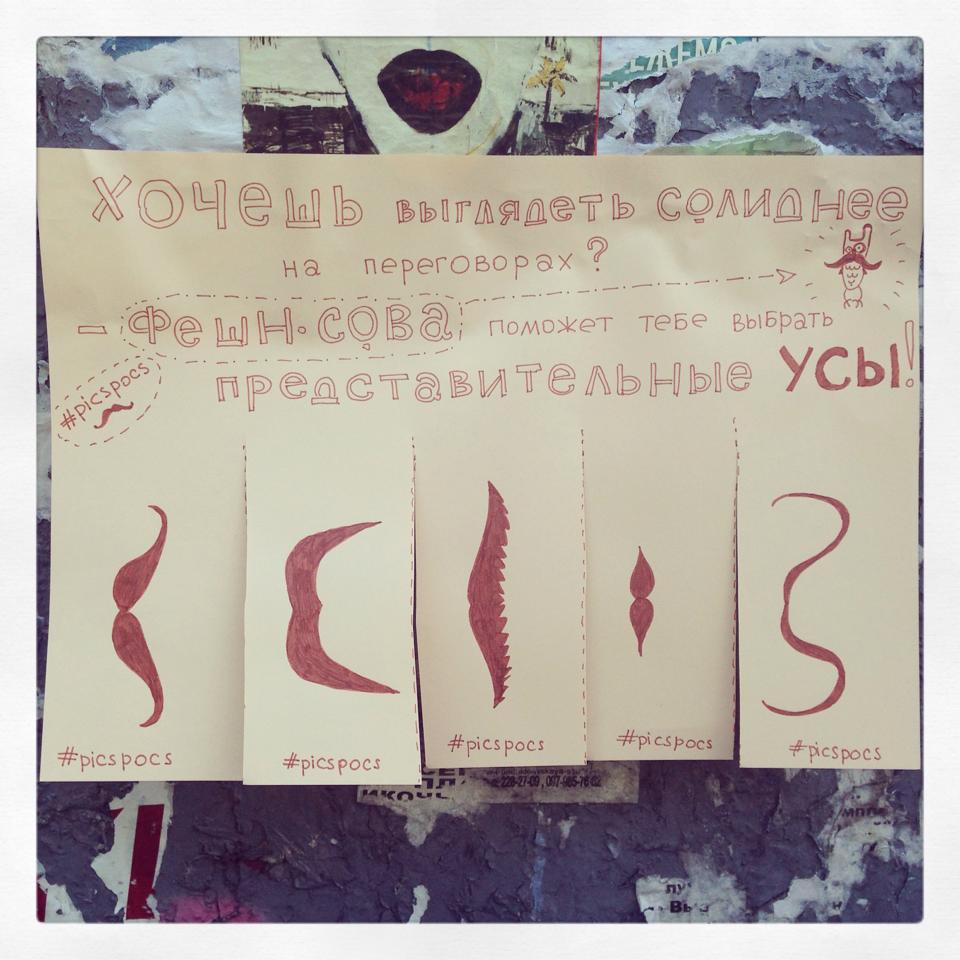 ХОЧЕШЬ ВЫГЛЯДЕТЬ СОЛИДНЕЕ
НА ПЕРЕГОВОРАХ?
– ФЕШН·СОВА ПОМОЖЕТ ТЕБЕ ВЫБРАТЬ
ПРЕДСТАВИТЕЛЬНЫЕ УСЫ!
#picspocs
#picspocs
#picspocs
#picspocs
#picspocs
#picspocs